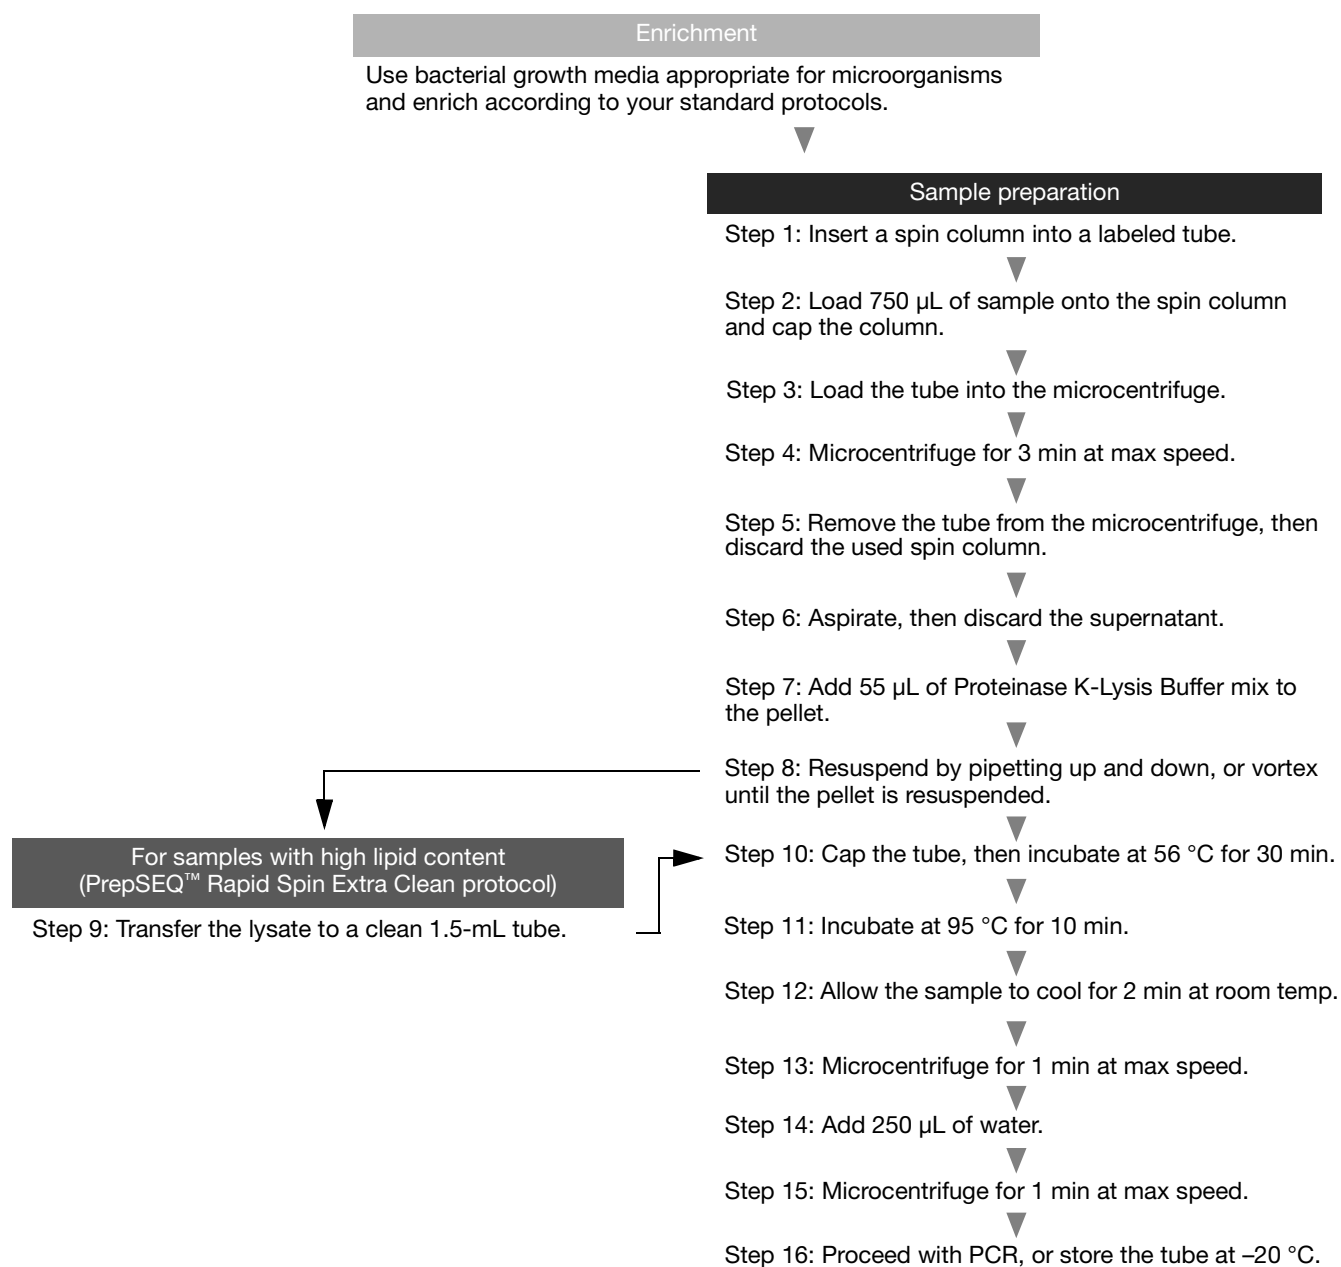 Enrichment
Use bacterial growth media appropriate for microorganisms
and enrich according to your standard protocols.
Sample preparation
Step 1: Insert a spin column into a labeled tube.
Step 2: Load 750 µL of sample onto the spin column
and cap the column.
Step 3: Load the tube into the microcentrifuge.
Step 4: Microcentrifuge for 3 min at max speed.
Step 5: Remove the tube from the microcentrifuge, then
discard the used spin column.
Step 6: Aspirate, then discard the supernatant.
Step 7: Add 55 µL of Proteinase K-Lysis Buffer mix to
the pellet.
Step 8: Resuspend by pipetting up and down, or vortex
until the pellet is resuspended.
For samples with high lipid content
(PrepSEQ™ Rapid Spin Extra Clean protocol)
Step 9: Transfer the lysate to a clean 1.5-mL tube.
Step 10: Cap the tube, then incubate at 56 °C for 30 min.
Step 11: Incubate at 95 °C for 10 min.
Step 12: Allow the sample to cool for 2 min at room temp.
Step 13: Microcentrifuge for 1 min at max speed.
Step 14: Add 250 µL of water.
Step 15: Microcentrifuge for 1 min at max speed.
Step 16: Proceed with PCR, or store the tube at –20 °C.